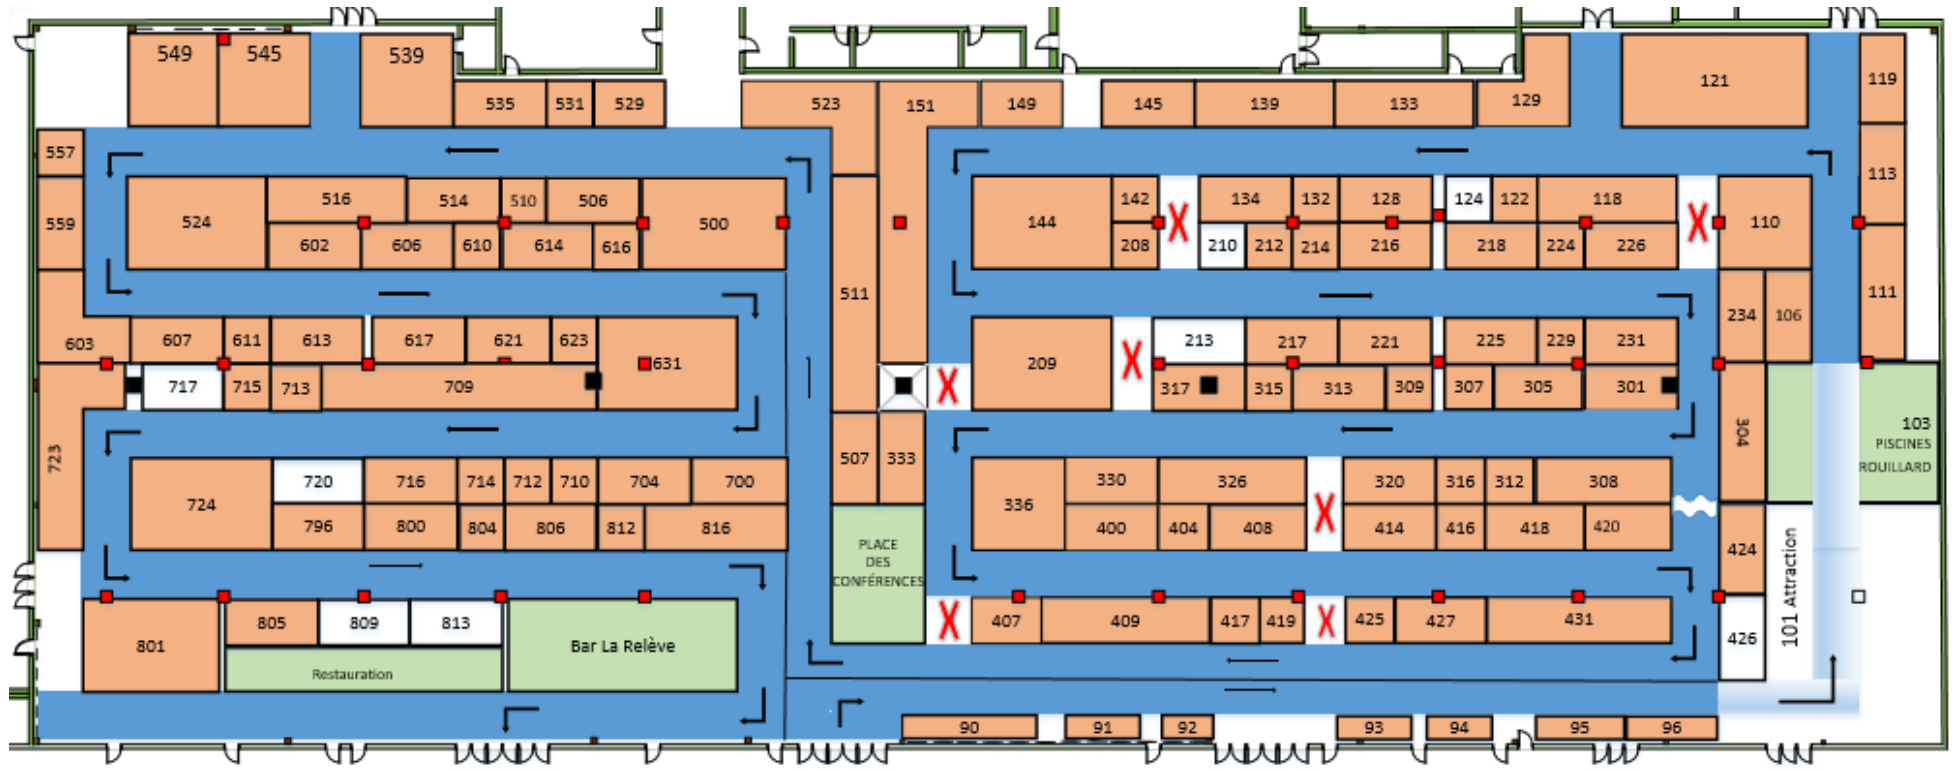 549 545 539 121 119
535 531 529 523 151 149 145 139 133 129
557 113
516 514 510 506 142 134 132 128 124 122 118
559 524 500 144 110
602 606 610 614 616 208 210 212 214 216 218 224 226
511 111
234 106
603 607 611 613 617 621 623 213 217 221 225 229 231
631 209
717 715 713 709 317 315 313 309 307 305 301
304
103
PISCINES
ROUILLARD
723 507 333
720 716 714 712 710 704 700 330 326 320 316 312 308
724 336
796 800 804 806 812 816 400 404 408 414 416 418 420
PLACE
DES
CONFÉRENCES
424
101 Attraction
805 809 813 407 409 417 419 425 427 431
801 Bar La Relève 426
Restauration
90 91 92 93 94 95 96